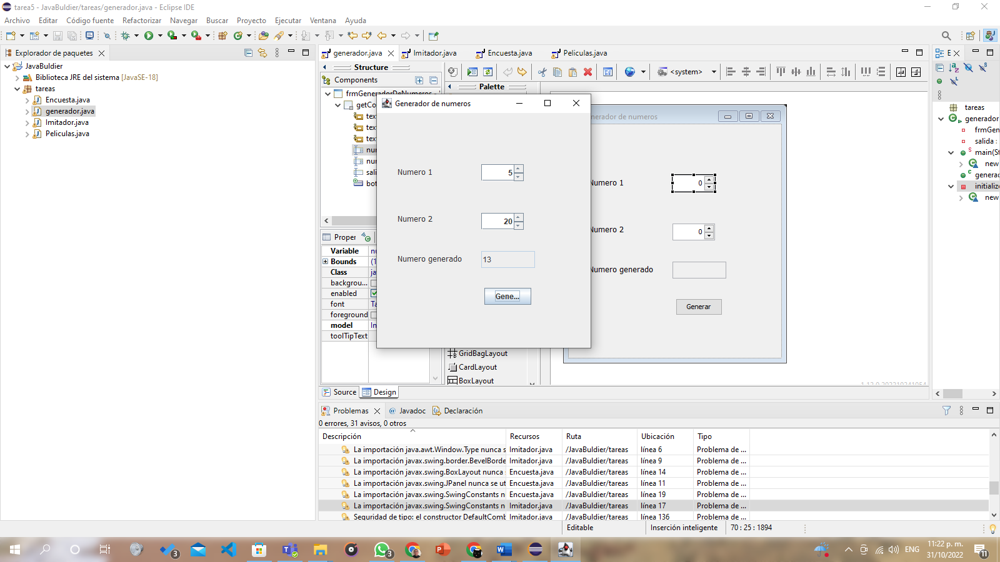 tarea5 - JavaBuldier/tareas/generador.java - Eclipse IDE
Archivo Editar Código fuente Refactorizar Navegar Buscar Proyecto Ejecutar Ventana Ayuda
Explorador de paquetes
JavaBuldier
Biblioteca JRE del sistema [JavaSE-18]
tareas
Encuesta.java
generador.java
Imitador.java
Peliculas.java
generador.java Imitador.java Encuesta.java Peliculas.java
Structure
Components
frmGeneradorDeNumeros
getCo
tex
tex
tex
nu
nu
sali
bot
Proper
Variable nu
Bounds (1
Class ja
backgrou...
enabled
font Ta
foreground
model In
toolTipText
Palette
<system>
GridBagLayout
CardLayout
BoxLayout
Generador de numeros
Numero 1 5
Numero 2 20
Numero generado 13
Gene...
nerador de numeros
Numero 1 0
Numero 2 0
Numero generado
Generar
Source Design
E
tareas
generador
frmGen
salida :
main(St
new
generad
initialize
new
Problemas Javadoc Declaración
0 errores, 31 avisos, 0 otros
Descripción Recursos Ruta Ubicación Tipo
La importación java.awt.Window.Type nunca s Imitador.java /JavaBuldier/tareas línea 6 Problema de ...
La importación javax.swing.border.BevelBorde Imitador.java /JavaBuldier/tareas línea 9 Problema de ...
La importación javax.swing.BoxLayout nunca Encuesta.java /JavaBuldier/tareas línea 14 Problema de ...
La importación javax.swing.JPanel nunca se ut Encuesta.java /JavaBuldier/tareas línea 11 Problema de ...
La importación javax.swing.SwingConstants n Encuesta.java /JavaBuldier/tareas línea 19 Problema de ...
La importación javax.swing.SwingConstants n Imitador.java /JavaBuldier/tareas línea 17 Problema de ...
Seguridad de tipo: el constructor DefaultComb Imitador.java /JavaBuldier/tareas línea 136 Problema de ...
Editable Inserción inteligente 70 : 25 : 1894
3 3 ENG 11:22 p. m.
31/10/2022 11